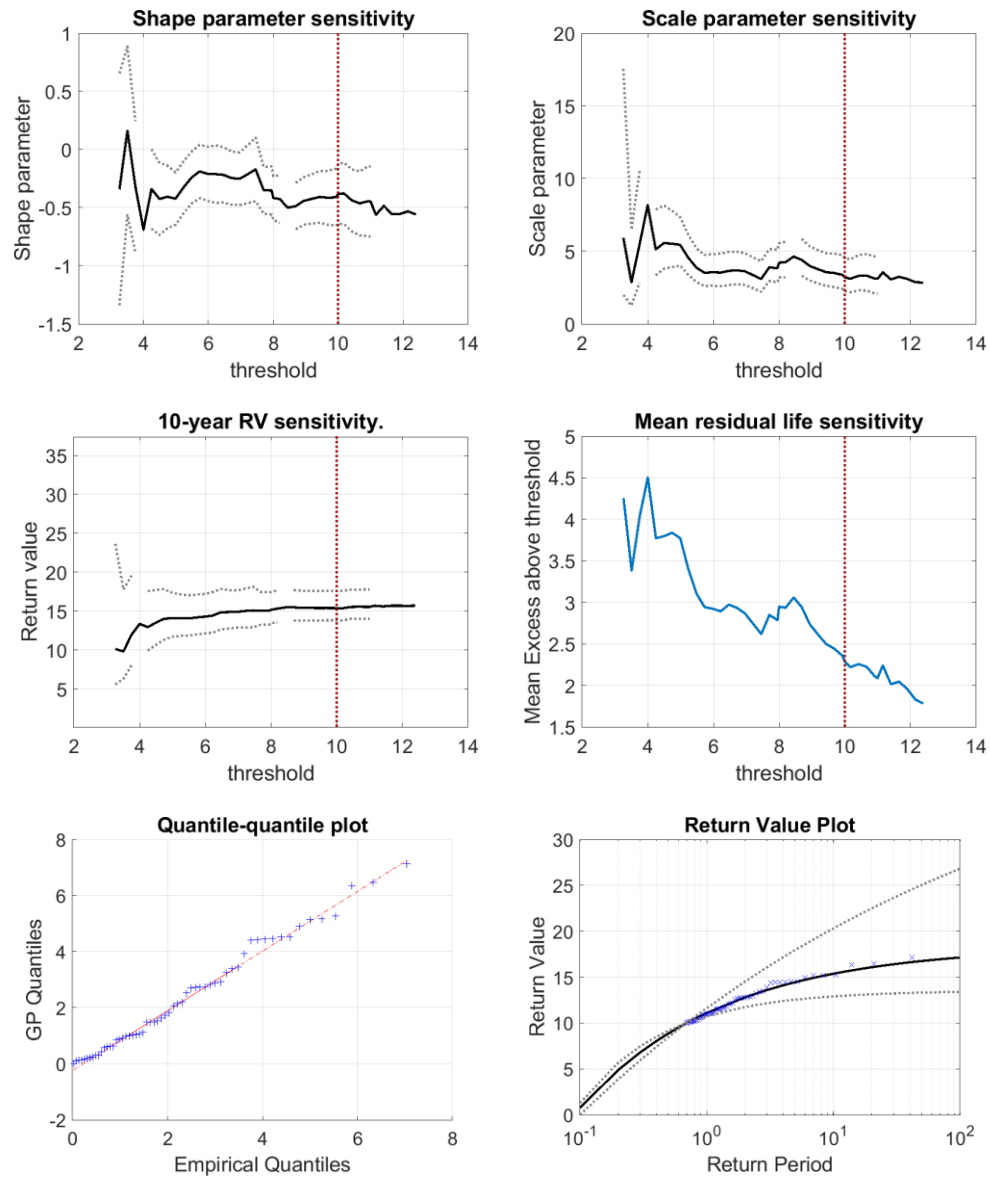 Shape parameter sensitivity
Shape parameter
1
0.5
0
-0.5
-1
-1.5
2 4 6 8 10 12 14
threshold
Scale parameter sensitivity
Scale parameter
20
15
10
5
0
2 4 6 8 10 12 14
threshold
10-year RV sensitivity.
Return value
35
30
25
20
15
10
5
2 4 6 8 10 12 14
threshold
Mean residual life sensitivity
Mean Excess above threshold
5
4.5
4
3.5
3
2.5
2
1.5
2 4 6 8 10 12 14
threshold
Quantile-quantile plot
GP Quantiles
8
6
4
2
0
-2
0 2 4 6 8
Empirical Quantiles
Return Value Plot
Return Value
30
25
20
15
10
5
0
10⁻¹ 10⁰ 10¹ 10²
Return Period